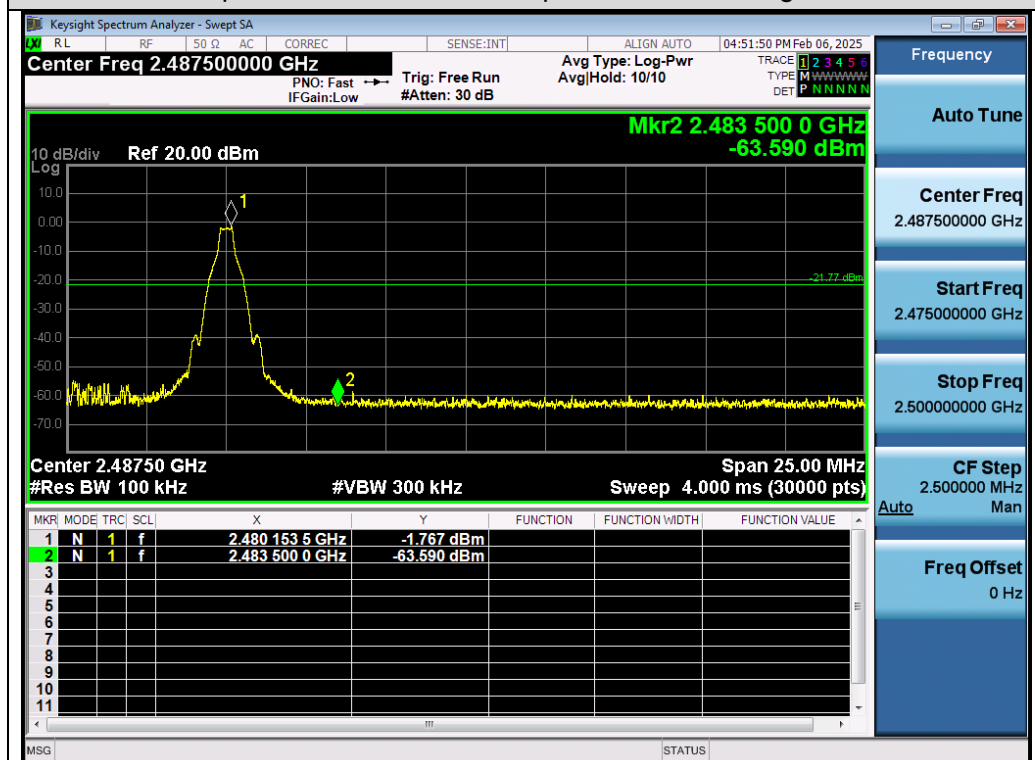 Keysight Spectrum Analyzer - Swept SA
LXI RL RF 50 Ω AC CORREC SENSE:INT ALIGN AUTO 04:51:50 PM Feb 06, 2025
Center Freq 2.487500000 GHz
PNO: Fast
IFGain:Low
Trig: Free Run
#Atten: 30 dB
Avg Type: Log-Pwr
Avg|Hold: 10/10
TRACE 1 2 3 4 5 6
TYPE M WWWWW
DET P N N N N N
Mkr2 2.483 500 0 GHz
-63.590 dBm
10 dB/div Ref 20.00 dBm
Log
10.0
0.00
-10.0
-20.0
-30.0
-40.0
-50.0
-60.0
-70.0
1
-21.77 dBm
2
Center 2.48750 GHz Span 25.00 MHz
#Res BW 100 kHz #VBW 300 kHz Sweep 4.000 ms (30000 pts)
MKR MODE TRC SCL X Y FUNCTION FUNCTION WIDTH FUNCTION VALUE
1 N 1 f 2.480 153 5 GHz -1.767 dBm
2 N 1 f 2.483 500 0 GHz -63.590 dBm
3
4
5
6
7
8
9
10
11
MSG STATUS
Frequency
Auto Tune
Center Freq
2.487500000 GHz
Start Freq
2.475000000 GHz
Stop Freq
2.500000000 GHz
CF Step
2.500000 MHz
Auto Man
Freq Offset
0 Hz